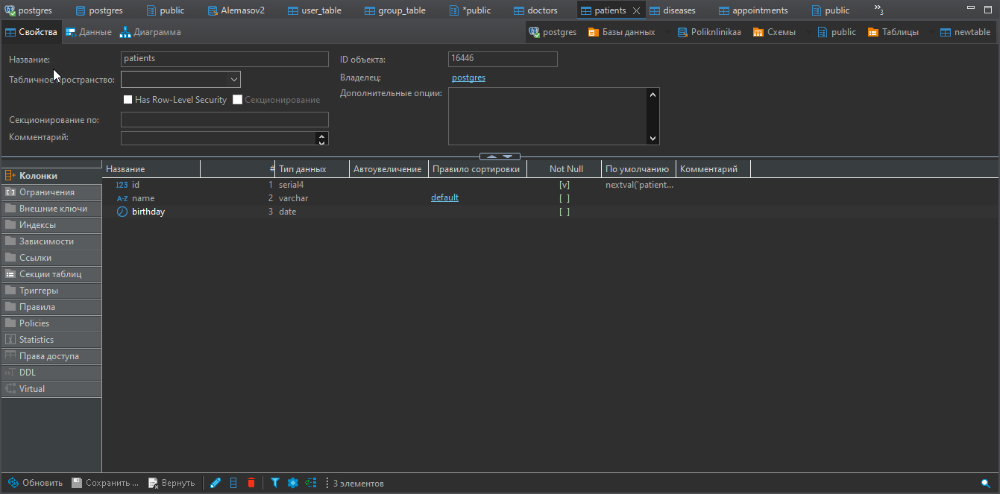 postgres postgres public Alemasov2 user_table group_table *public doctors patients diseases appointments public »3
Свойства Данные Диаграмма postgres Базы данных Poliknlinikaa Схемы public Таблицы newtable
Название: patients ID объекта: 16446
Табличное пространство: Владелец: postgres
Has Row-Level Security Секционирование Дополнительные опции:
Секционирование по:
Комментарий:
Название # Тип данных Автоувеличение Правило сортировки Not Null По умолчанию Комментарий
123 id 1 serial4 [v] nextval('patient...
A-Z name 2 varchar default [ ]
birthday 3 date [ ]
Колонки
Ограничения
Внешние ключи
Индексы
Зависимости
Ссылки
Секции таблиц
Триггеры
Правила
Policies
Statistics
Права доступа
DDL
Virtual
Обновить Сохранить ... Вернуть 3 элементов